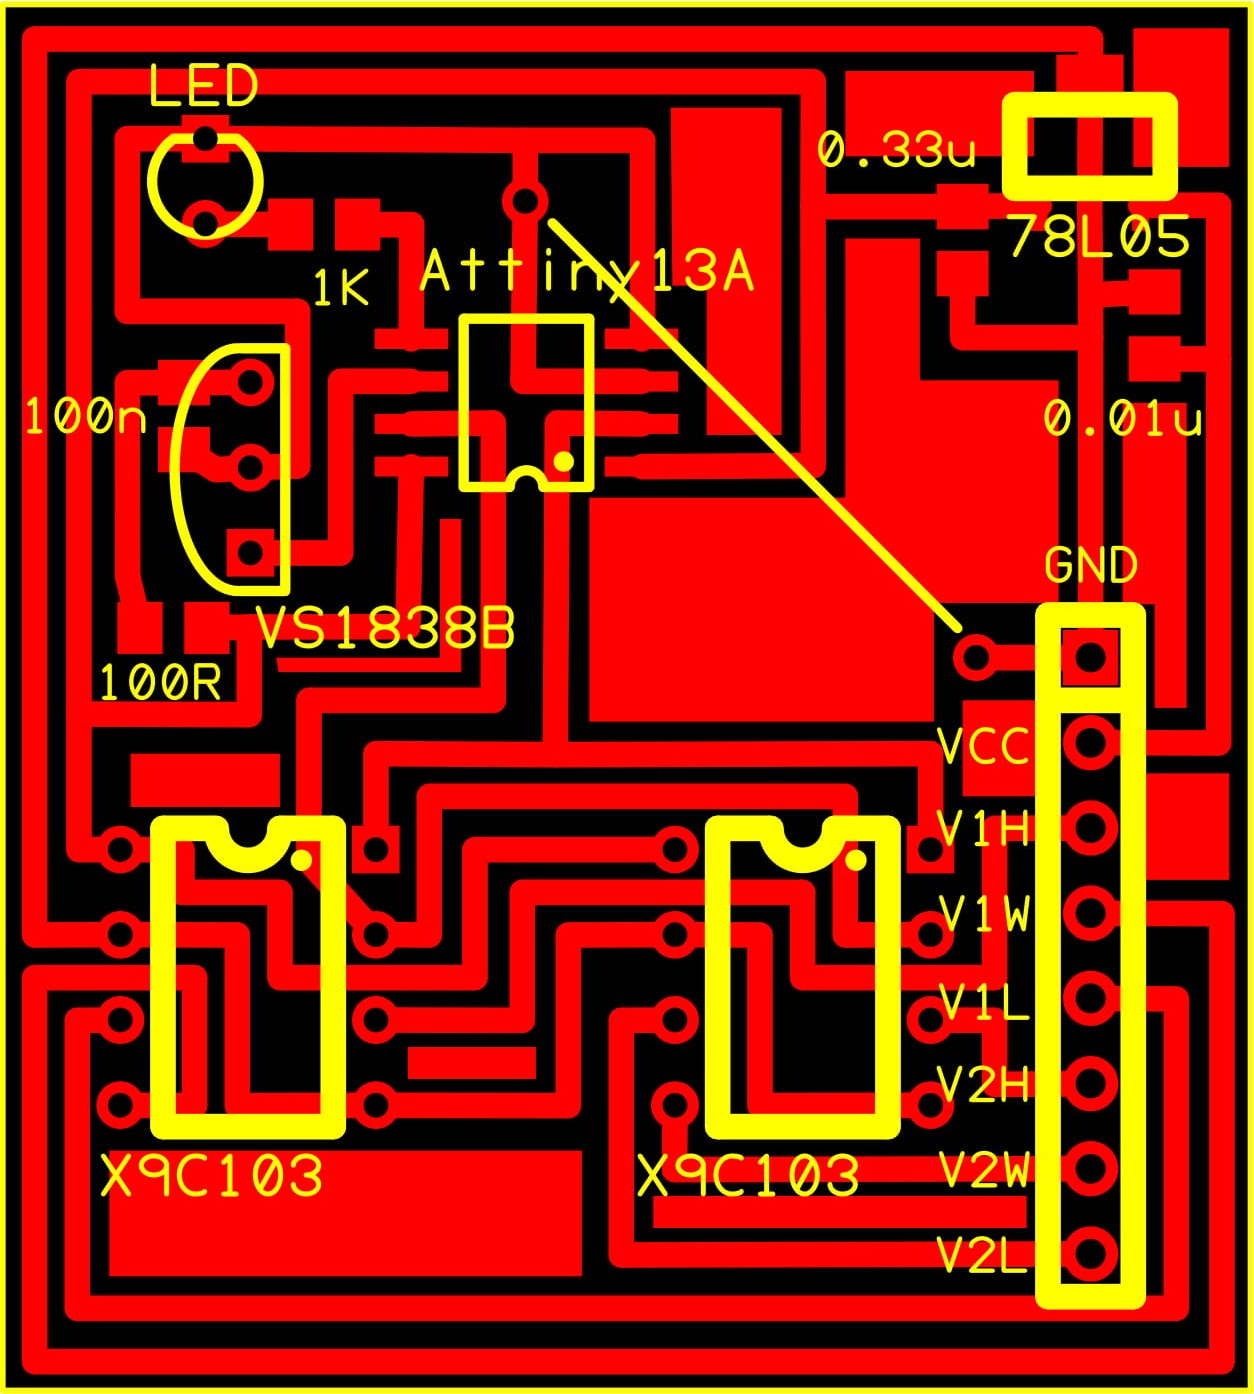 LED
0.33u
78L05
1K
Attiny13A
100n
0.01u
GND
VS1838B
100R
VCC
V1H
V1W
V1L
V2H
X9C103
X9C103
V2W
V2L